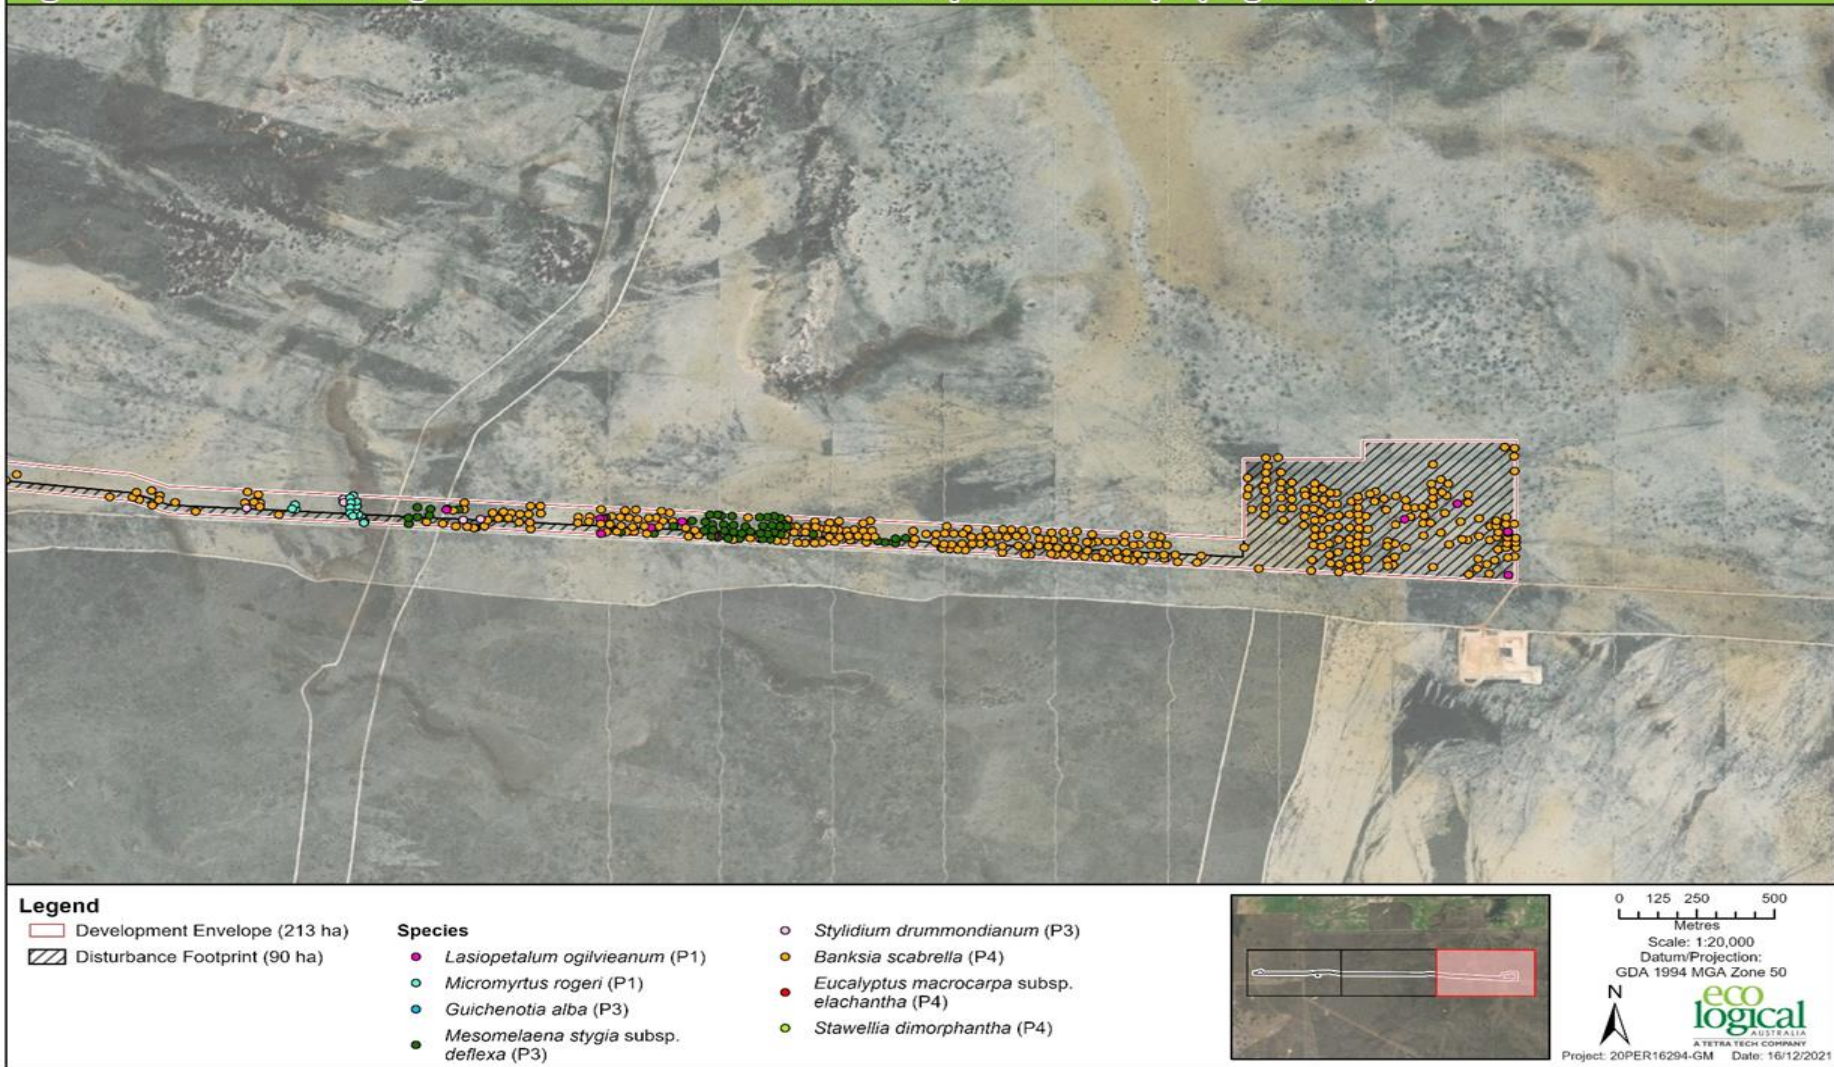 Legend
Development Envelope (213 ha)
Disturbance Footprint (90 ha)
Species
Lasiopetalum ogilvieanum (P1)
Micromyrtus rogeri (P1)
Guichenotia alba (P3)
Mesomelaena stygia subsp.
deflexa (P3)
Stylidium drummondianum (P3)
Banksia scabrella (P4)
Eucalyptus macrocarpa subsp.
elachantha (P4)
Stawellia dimorphantha (P4)
0 125 250 500
Metres
Scale: 1:20,000
Datum/Projection:
GDA 1994 MGA Zone 50
N
eco
logical
AUSTRALIA
A TETRA TECH COMPANY
Project: 20PER16294-GM Date: 16/12/2021